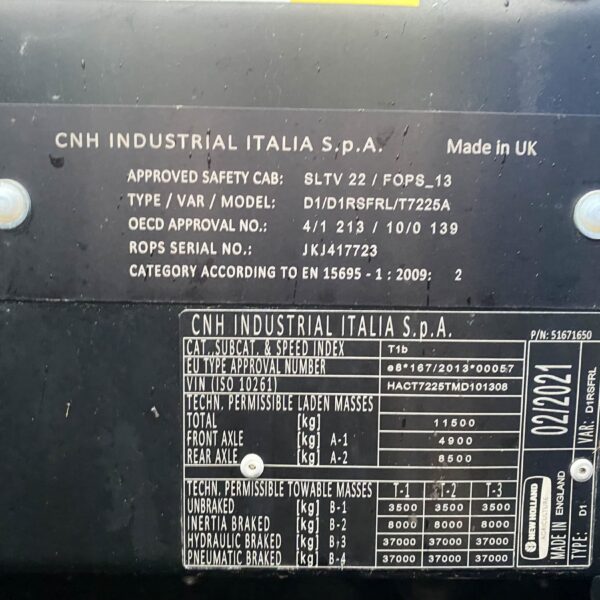 CNH INDUSTRIAL ITALIA S.p.A. Made in UK
APPROVED SAFETY CAB: SLTV 22 / FOPS_13
TYPE / VAR / MODEL: D1/D1RSFRL/T7225A
OECD APPROVAL NO.: 4/1 213 / 10/0 139
ROPS SERIAL NO.: JKJ417723
CATEGORY ACCORDING TO EN 15695 - 1 : 2009: 2
CNH INDUSTRIAL ITALIA S.p.A. P/N: 51671650
CAT.,SUBCAT. & SPEED INDEX T1b
EU TYPE APPROVAL NUMBER e8*167/2013*00057
VIN (ISO 10261) HACT7225TMD101308
TECHN. PERMISSIBLE LADEN MASSES
TOTAL [kg] 11500
FRONT AXLE [kg] A-1 4900
REAR AXLE [kg] A-2 8500
TECHN. PERMISSIBLE TOWABLE MASSES T-1 T-2 T-3
UNBRAKED [kg] B-1 3500 3500 3500
INERTIA BRAKED [kg] B-2 8000 8000 8000
HYDRAULIC BRAKED [kg] B-3 37000 37000 37000
PNEUMATIC BRAKED [kg] B-4 37000 37000 37000
02/2021
VAR: D1RSFRL
NEW HOLLAND
AGRICULTURE
MADE IN ENGLAND
TYPE: D1